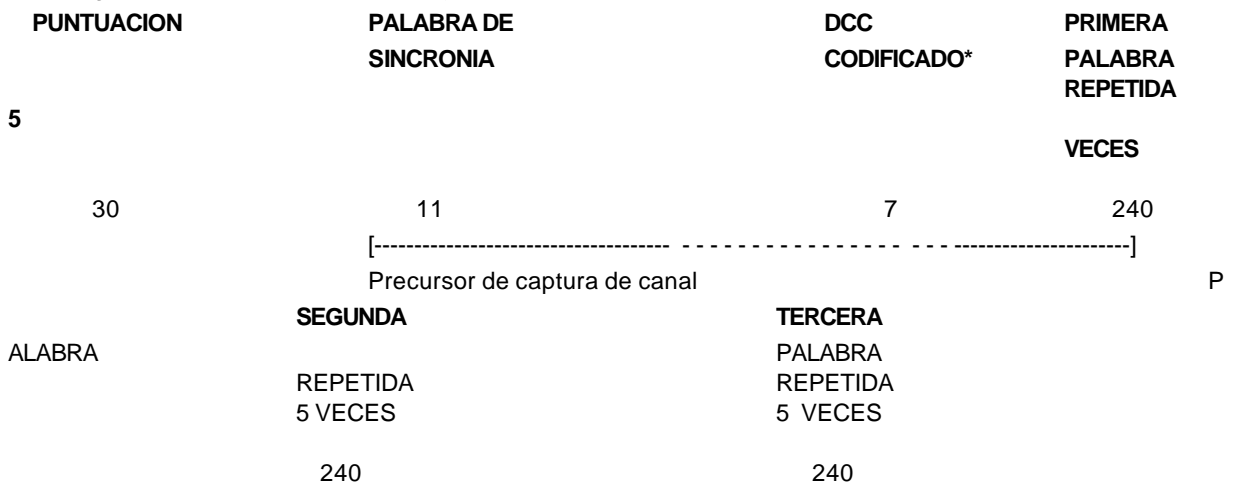 PUNTUACION PALABRA DE DCC PRIMERA
SINCRONIA CODIFICADO* PALABRA
REPETIDA
5
VECES
30 11 7 240
[------------------------------------- - - - - - - - - - - - - - - - - - - - ----------------------]
Precursor de captura de canal P
SEGUNDA TERCERA
ALABRA PALABRA
REPETIDA REPETIDA
5 VECES 5 VECES
240 240